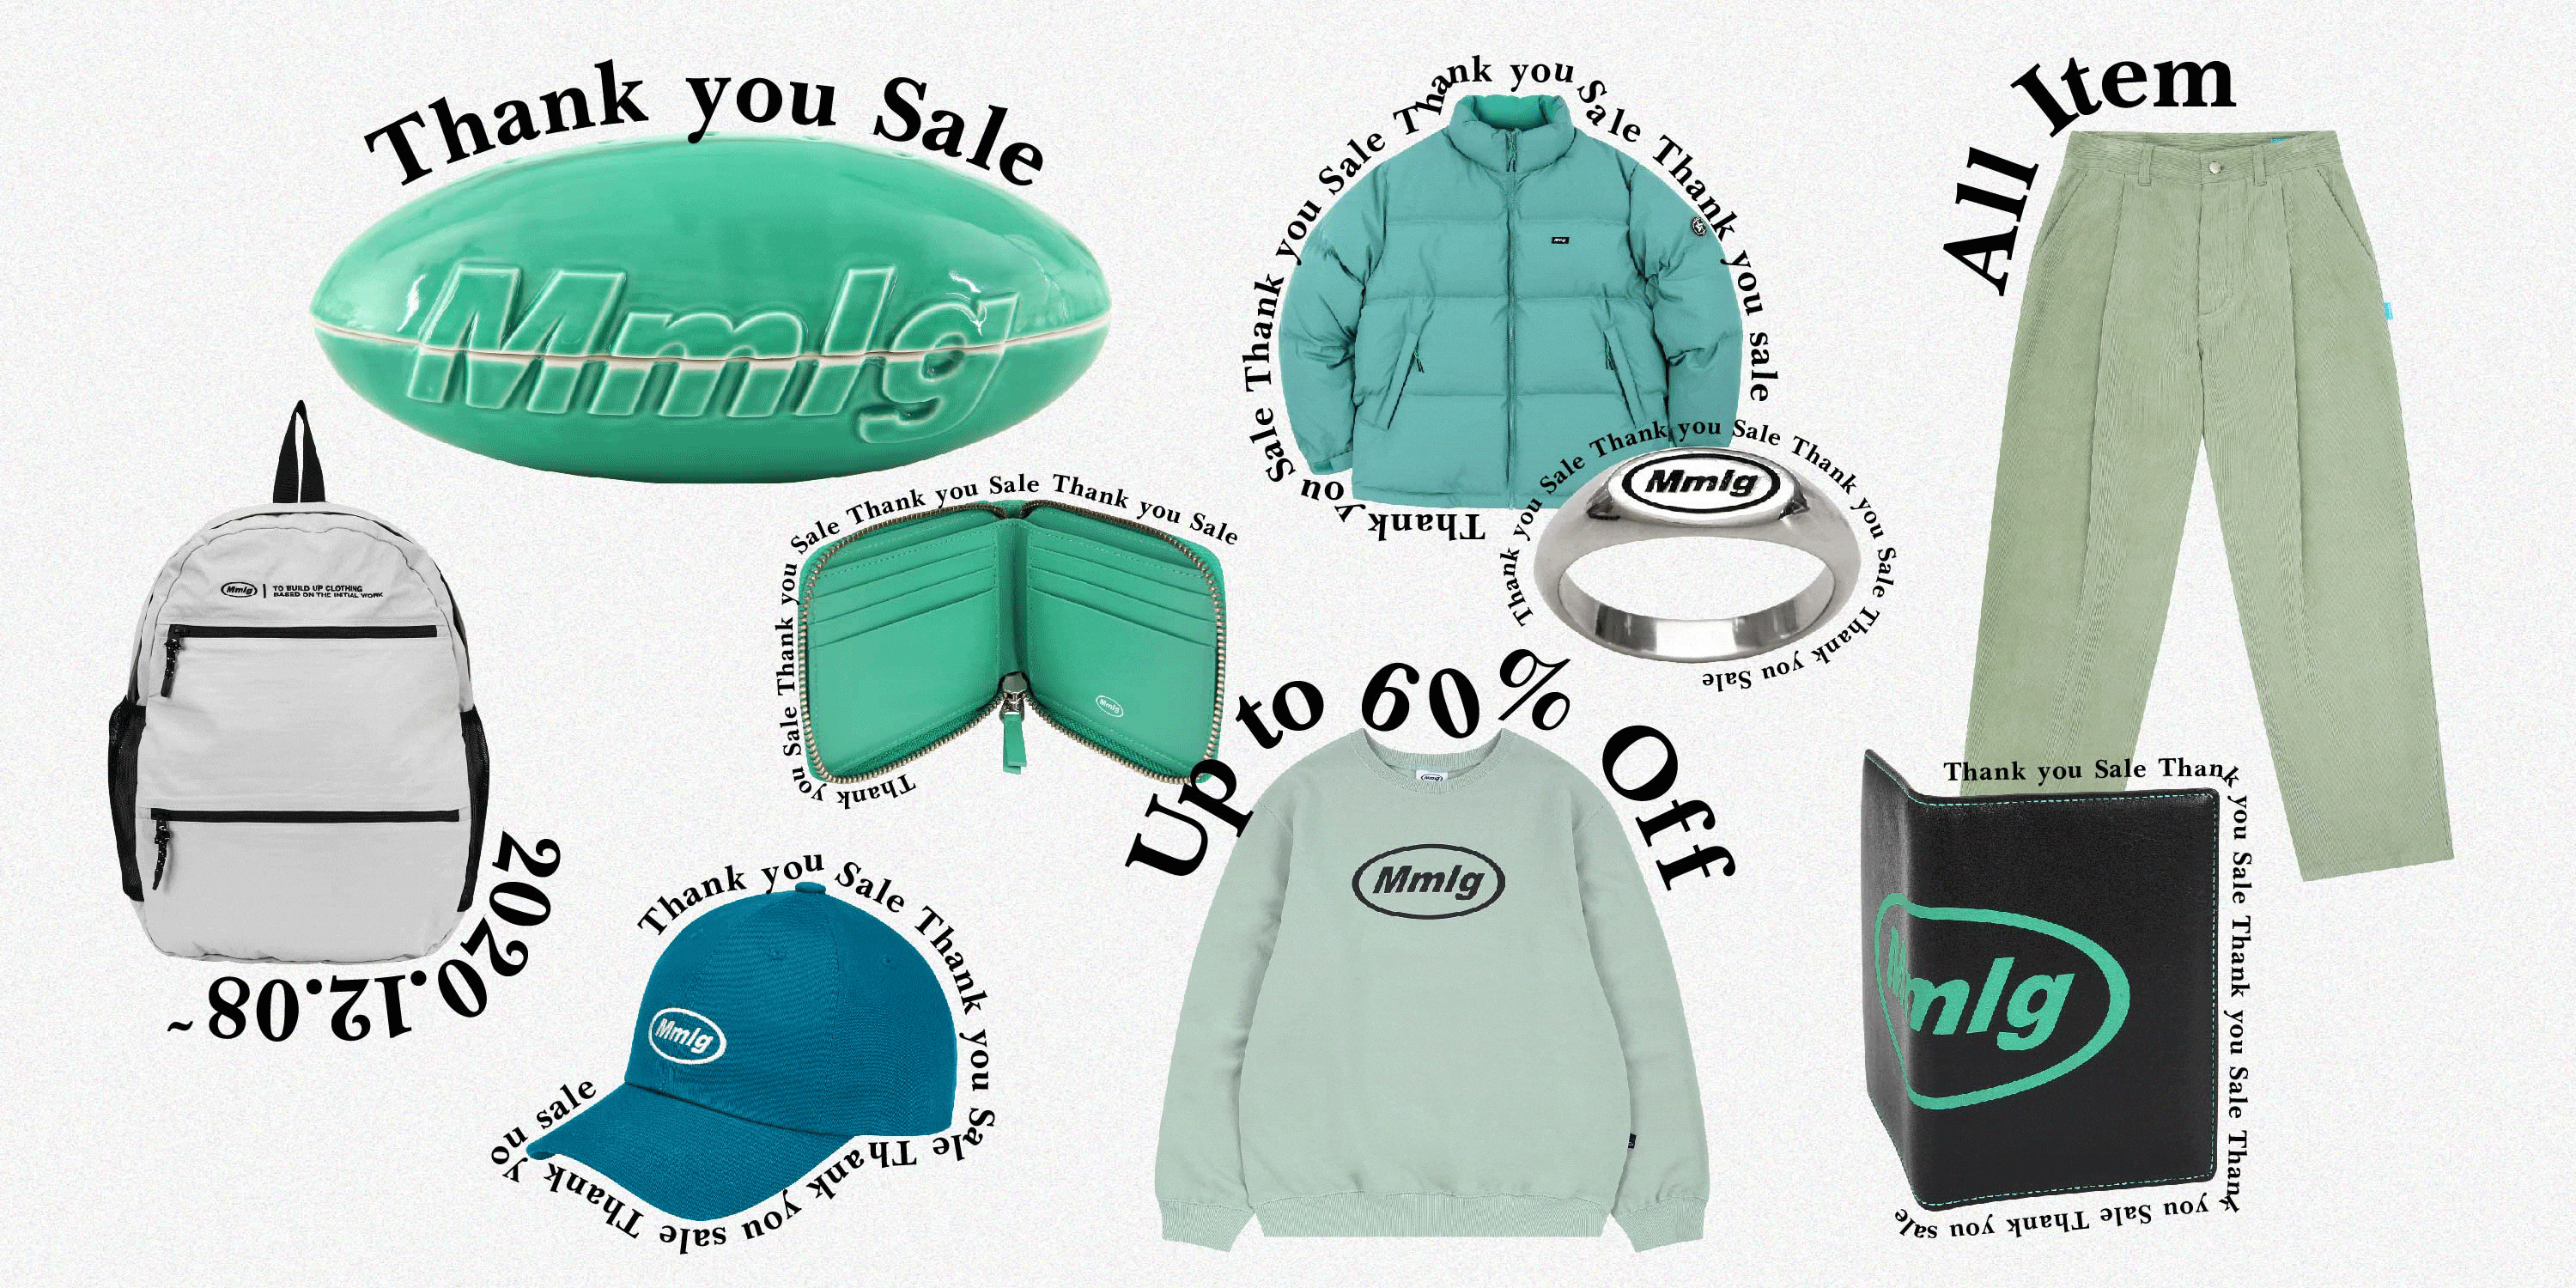 Thank you Sale
Mmlg
Thank you Sale Thank you Sale Thank you Sale Thank you Sale Thank you sale
All Item
Mmlg
TO BUILD UP CLOTHING
BASED ON THE INITIAL WORK
2020.12.08~
Thank you Sale Thank you Sale Thank you Sale Thank you Sale
Mmlg
Thank you Sale Thank you Sale Thank you Sale Thank you Sale
Mmlg
Up to 60% Off
Mmlg
Thank you Sale Thank you Sale Thank you sale Thank you sale
Mmlg
Thank you Sale Thank you Sale Thank you Sale Thank you Sale Thank you sale
Mmlg